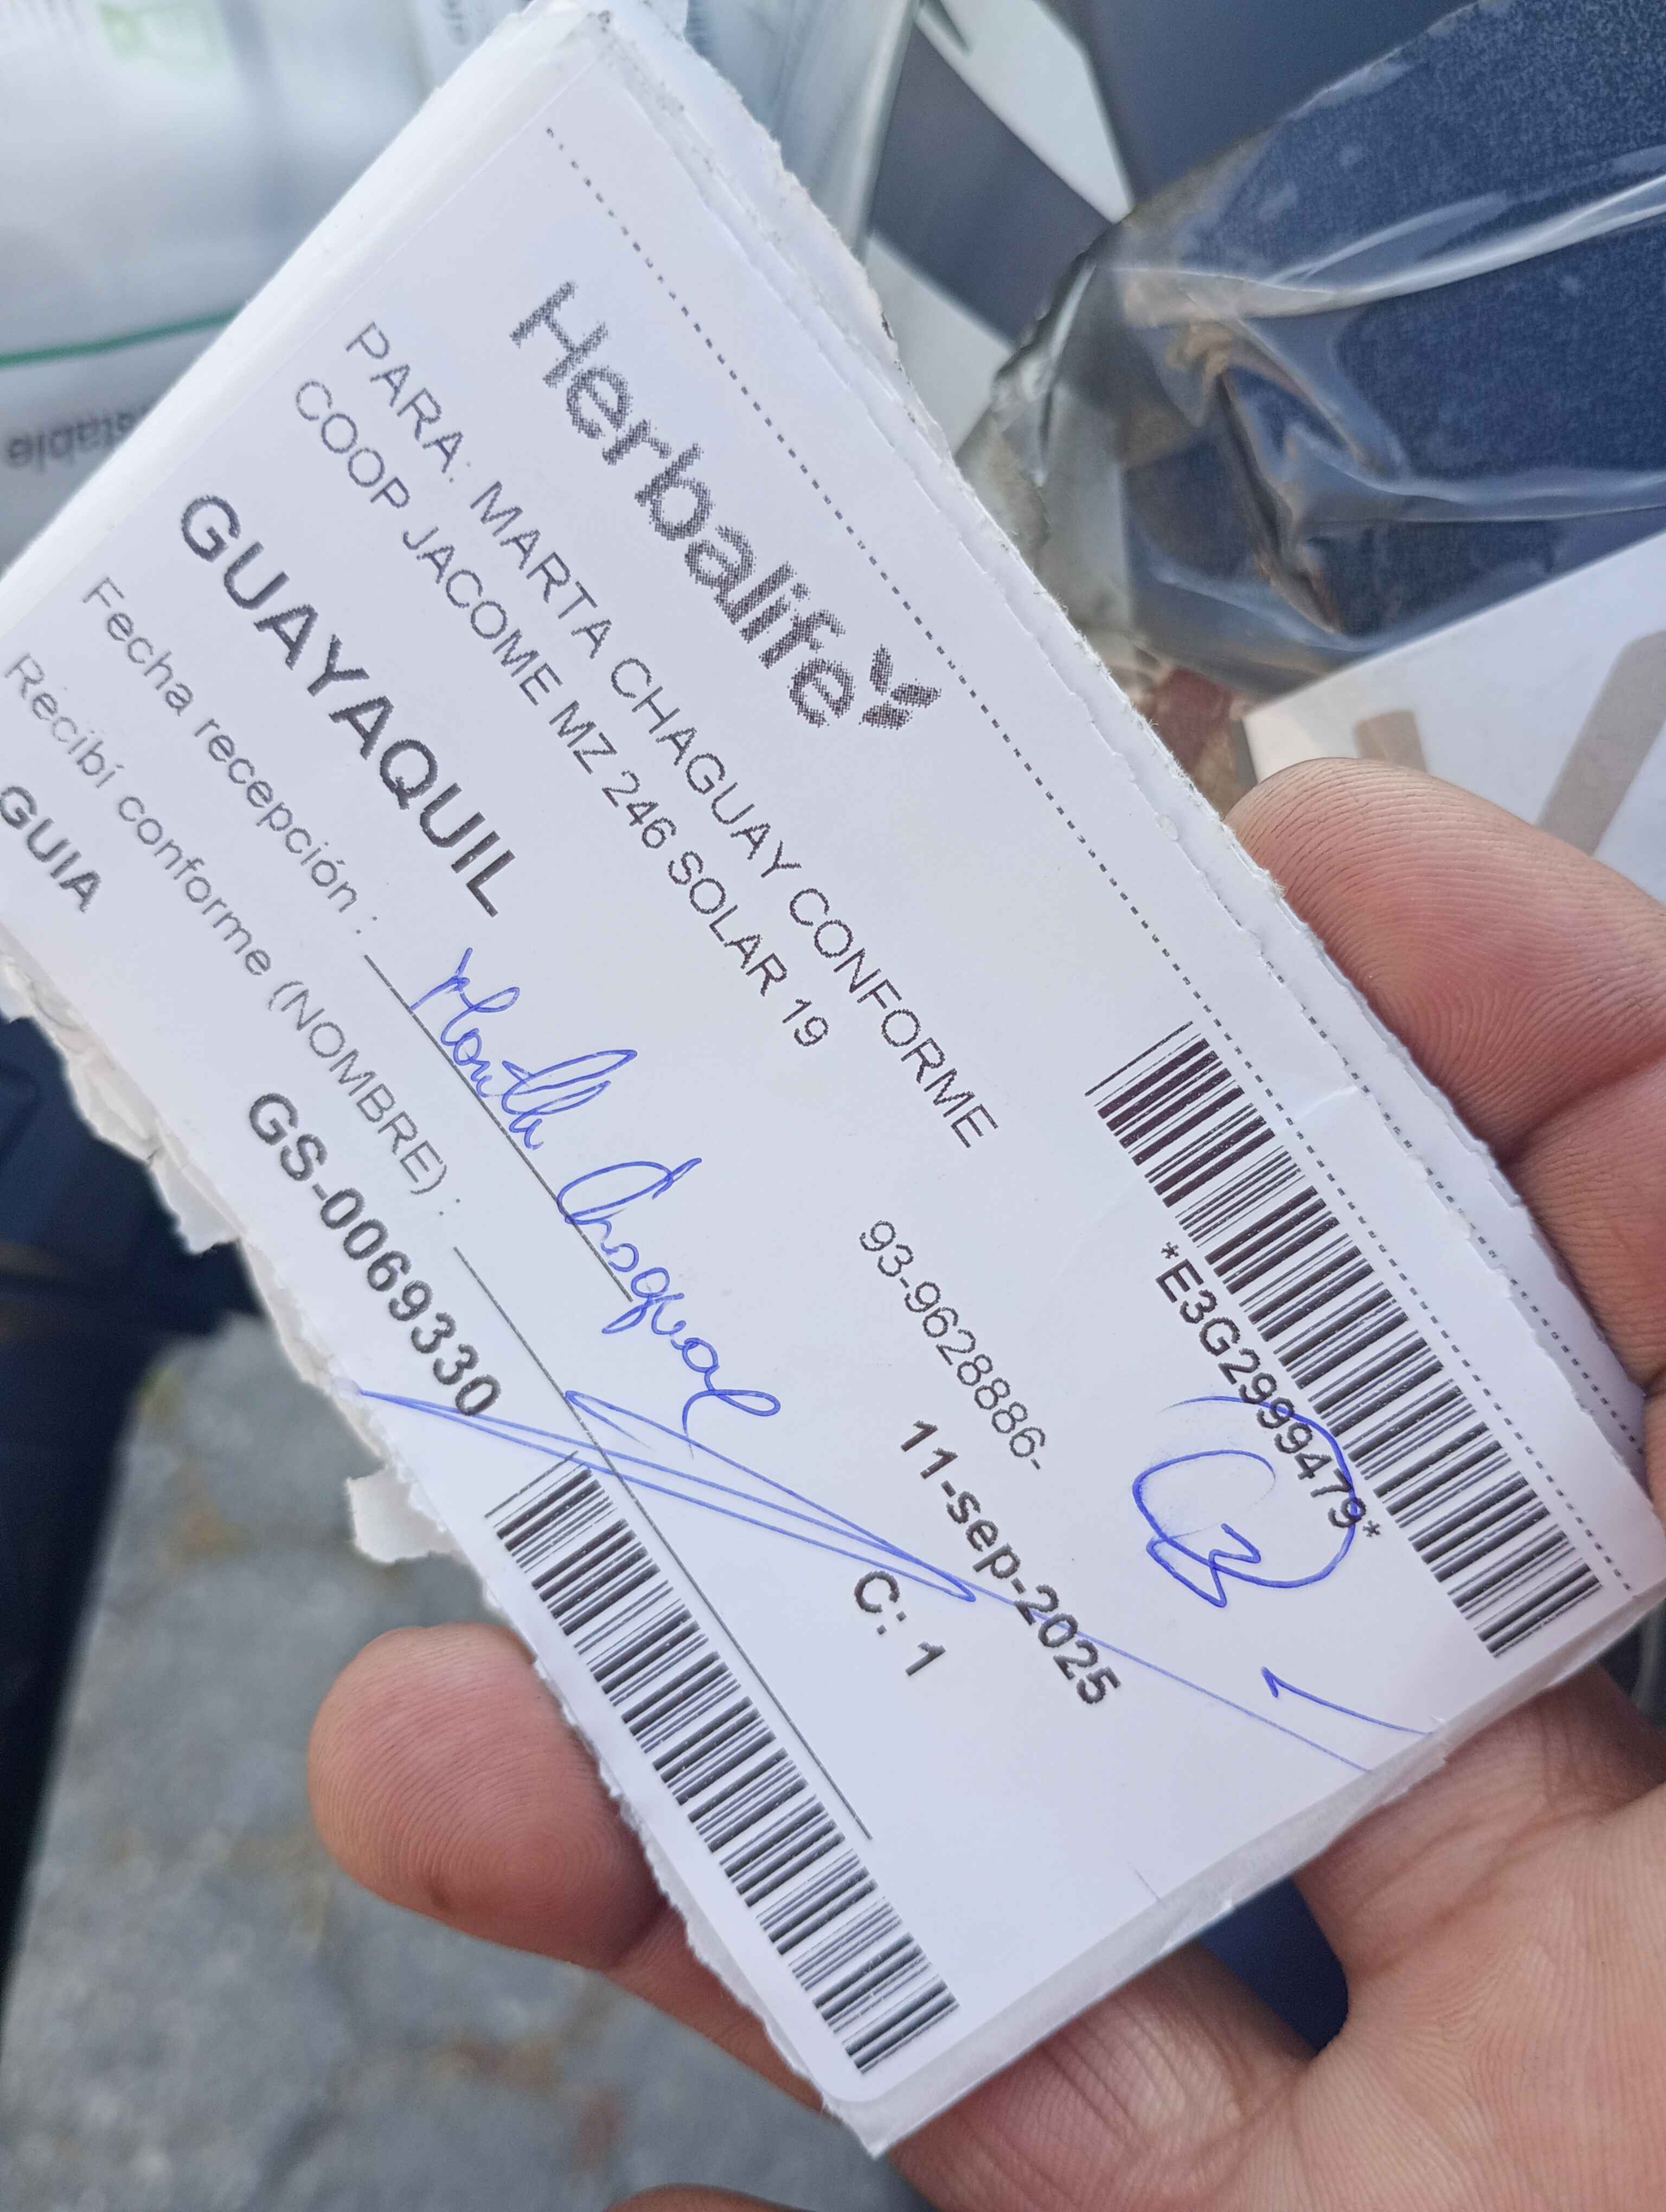 Herbalife
*E3G2999479*
PARA: MARTA CHAGUAY CONFORME
COOP JACOME MZ 246 SOLAR 19
93-9628886-
11-sep-2025
GUAYAQUIL
C: 1
Fecha recepción :
Recibí conforme (NOMBRE) :
GUIA
GS-0069330